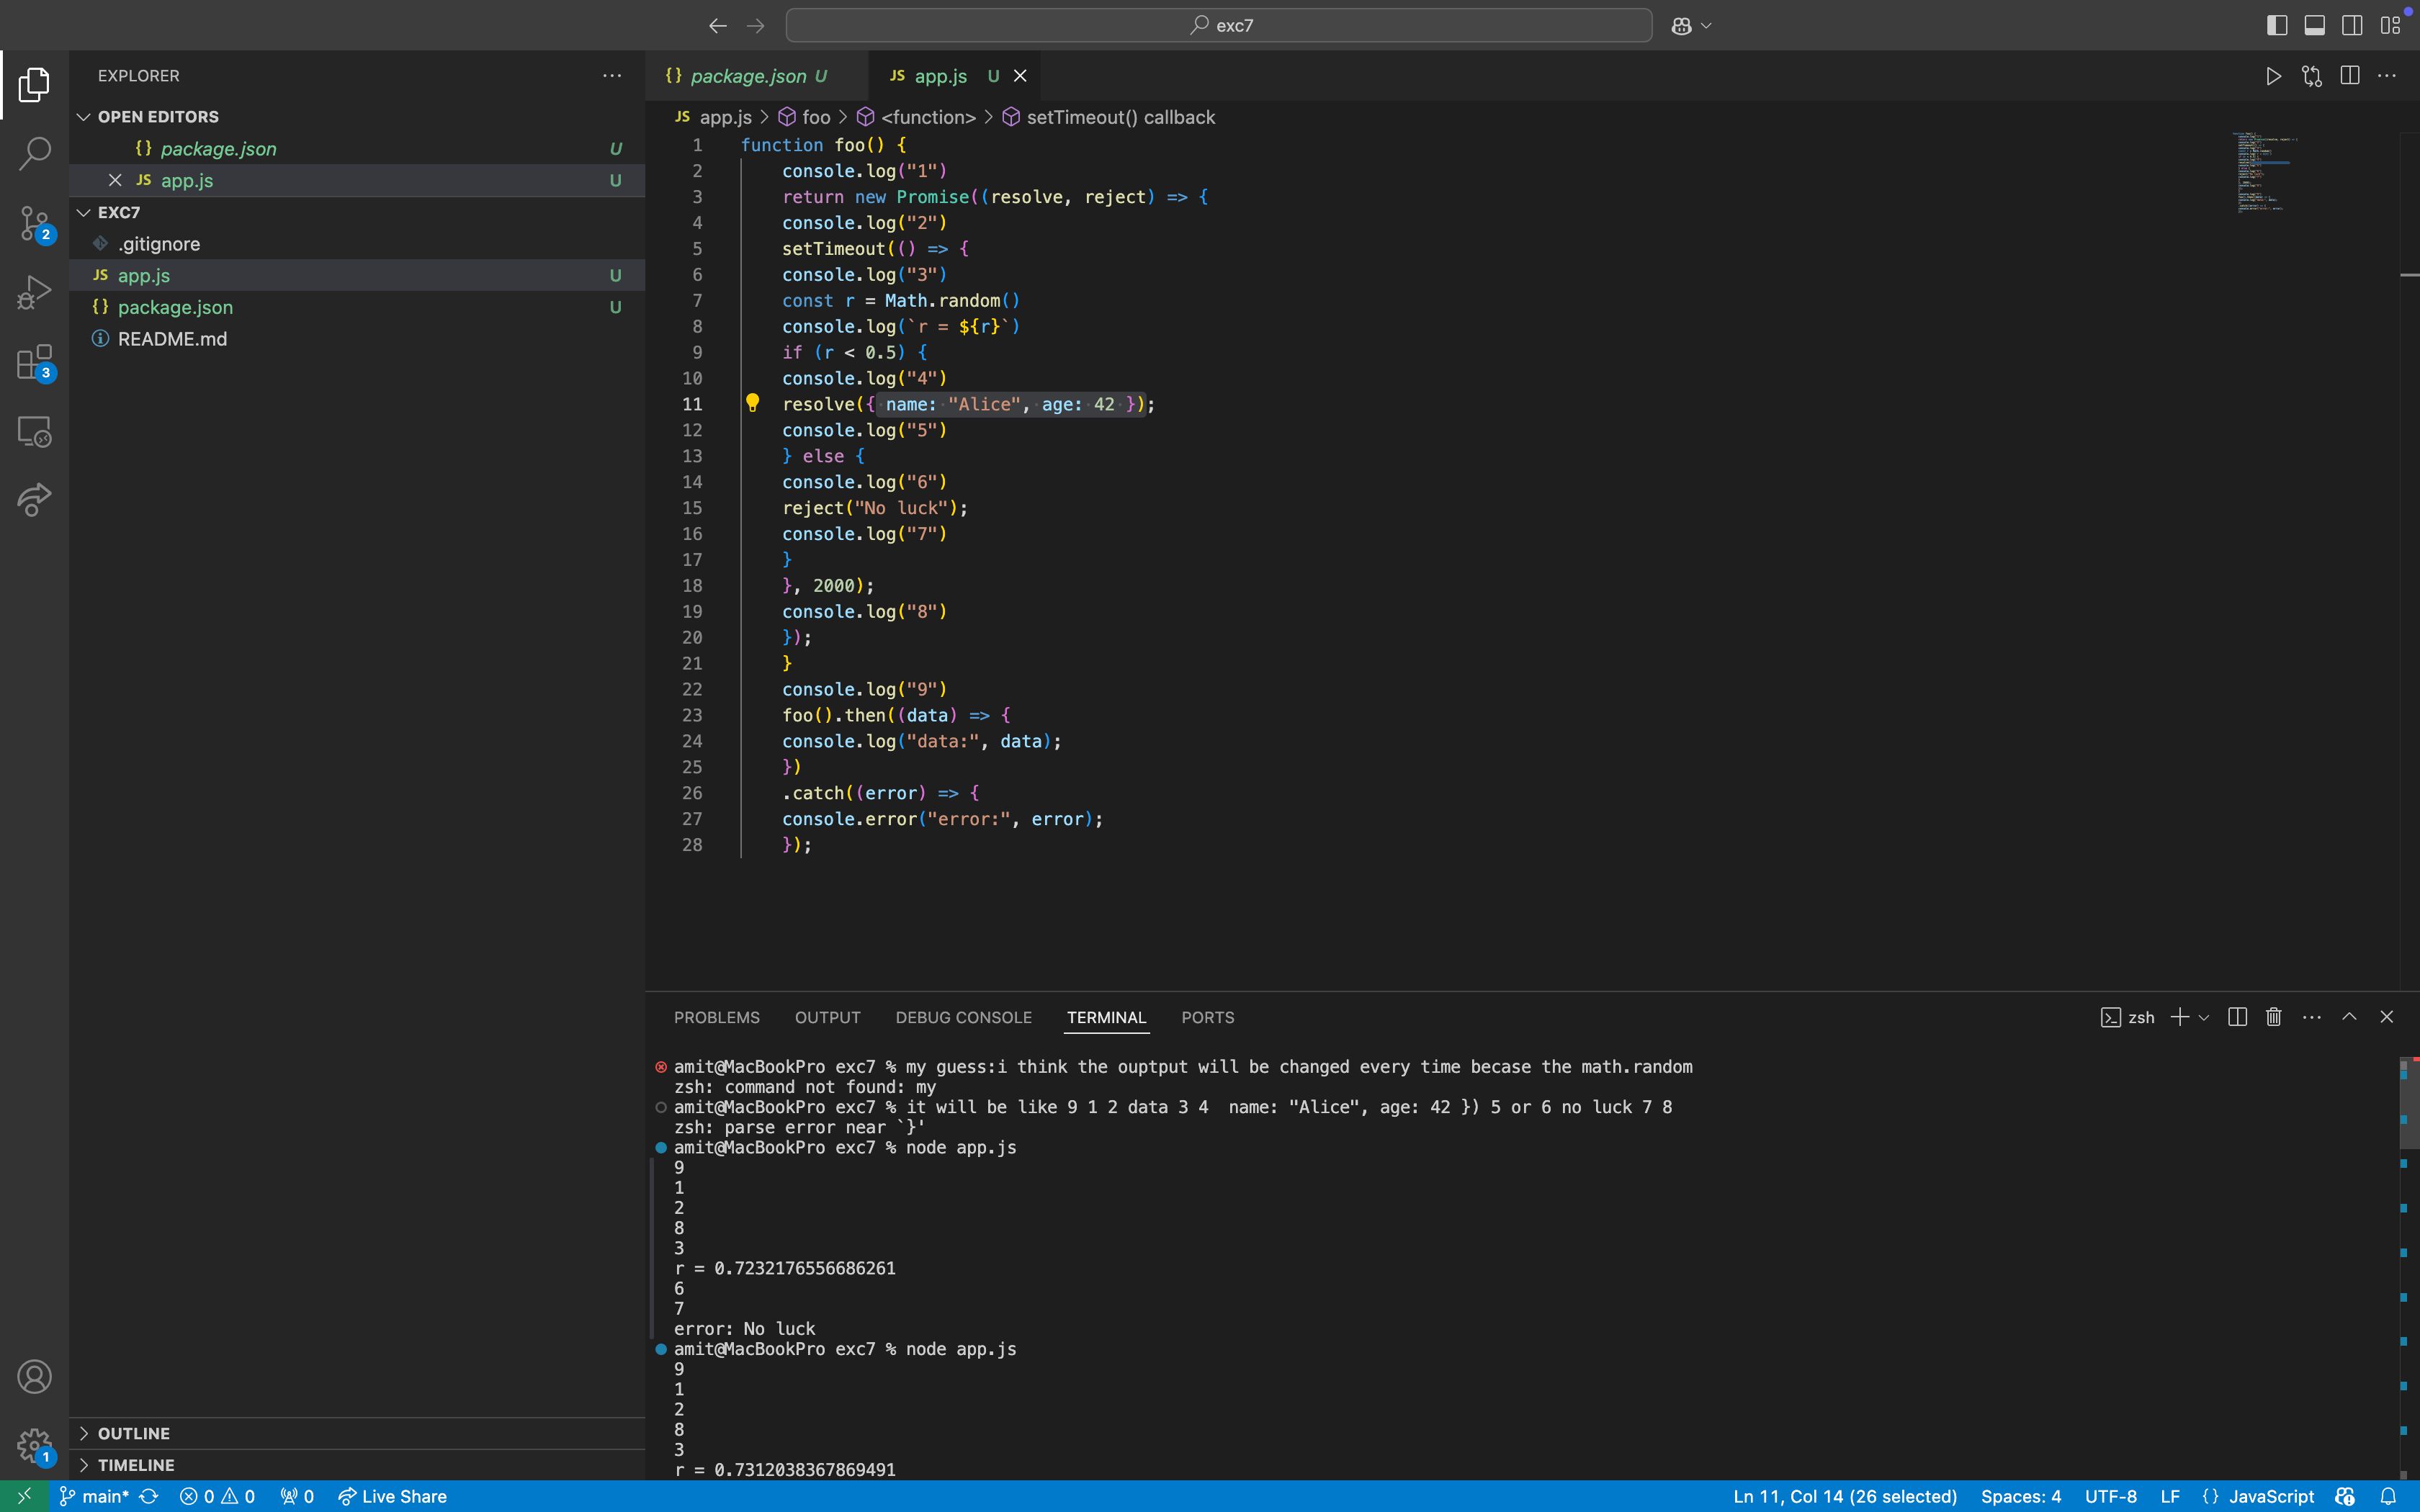 exc7
EXPLORER
OPEN EDITORS
{} package.json U
JS app.js U
EXC7
.gitignore
JS app.js U
{} package.json U
README.md
2
3
1
OUTLINE
TIMELINE
{} package.json U
JS app.js U
JS app.js > foo > <function> > setTimeout() callback
1 function foo() {
2 console.log("1")
3 return new Promise((resolve, reject) => {
4 console.log("2")
5 setTimeout(() => {
6 console.log("3")
7 const r = Math.random()
8 console.log(`r = ${r}`)
9 if (r < 0.5) {
10 console.log("4")
11 resolve({ name: "Alice", age: 42 });
12 console.log("5")
13 } else {
14 console.log("6")
15 reject("No luck");
16 console.log("7")
17 }
18 }, 2000);
19 console.log("8")
20 });
21 }
22 console.log("9")
23 foo().then((data) => {
24 console.log("data:", data);
25 })
26 .catch((error) => {
27 console.error("error:", error);
28 });
PROBLEMS OUTPUT DEBUG CONSOLE TERMINAL PORTS
zsh
amit@MacBookPro exc7 % my guess:i think the ouptput will be changed every time becase the math.random
zsh: command not found: my
amit@MacBookPro exc7 % it will be like 9 1 2 data 3 4  name: "Alice", age: 42 }) 5 or 6 no luck 7 8
zsh: parse error near `}'
amit@MacBookPro exc7 % node app.js
9
1
2
8
3
r = 0.7232176556686261
6
7
error: No luck
amit@MacBookPro exc7 % node app.js
9
1
2
8
3
r = 0.7312038367869491
main* 0 0 0 Live Share
Ln 11, Col 14 (26 selected) Spaces: 4 UTF-8 LF {} JavaScript